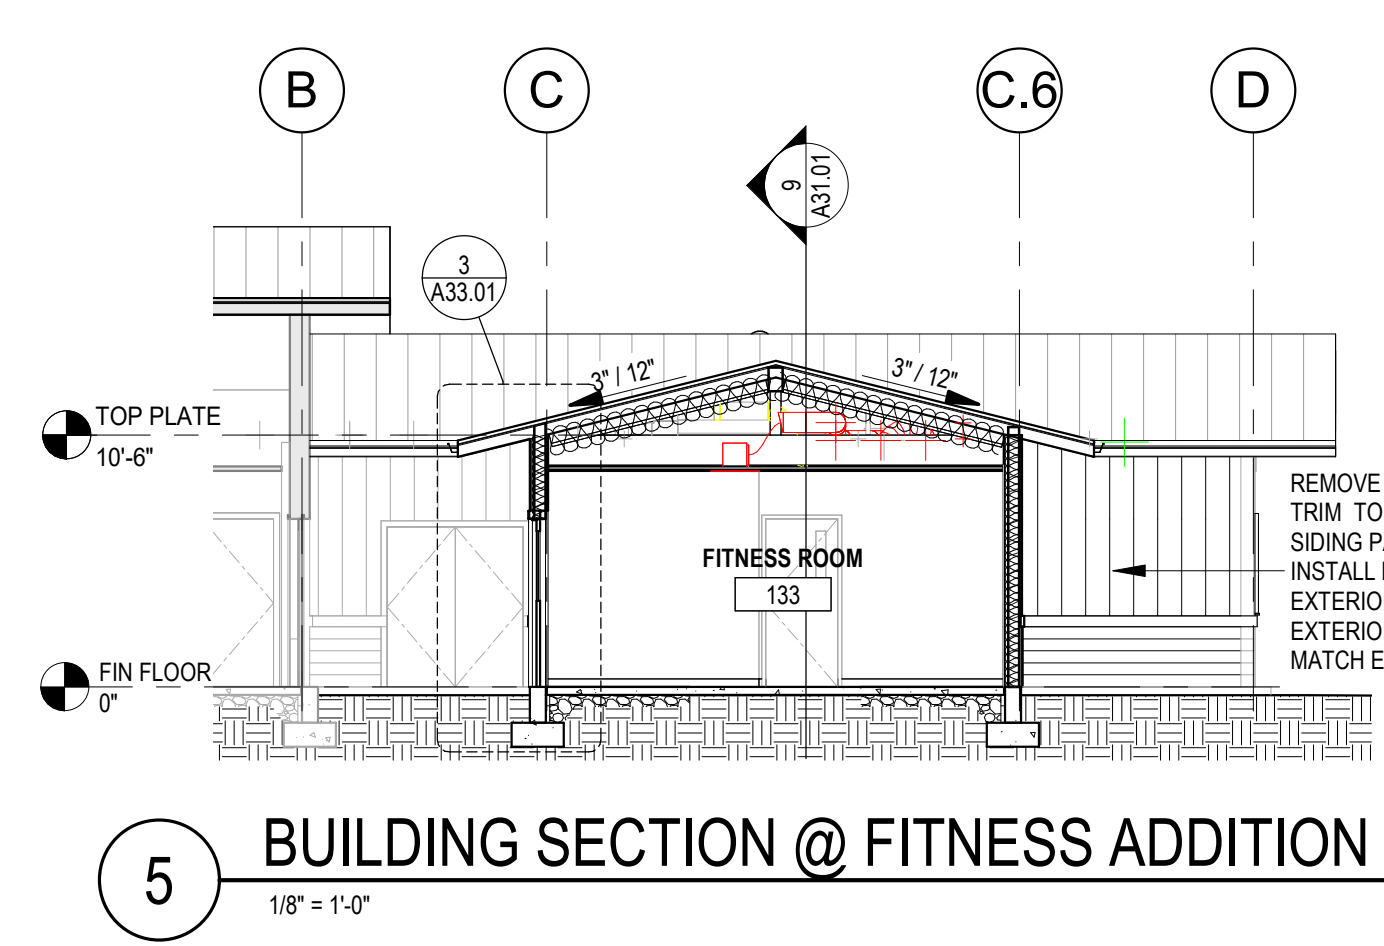 B
C
C.6
D
9
A31.01
3
A33.01
3" / 12"
3" / 12"
TOP PLATE
10'-6"
REMOVE
TRIM TO
SIDING
INSTALL
EXTERIO
EXTERIO
MATCH E
FITNESS ROOM
133
FIN FLOOR
0"
5
BUILDING SECTION @ FITNESS ADDITION
1/8" = 1'-0"